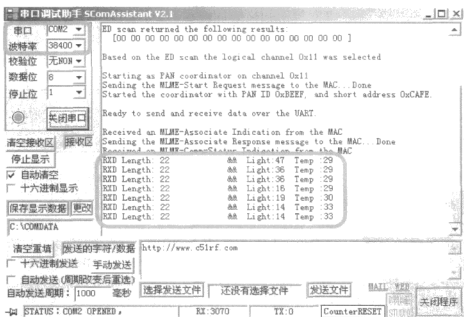 串口调试助手 SComAssistant V2.1
串口 COM2
波特率 38400
校验位 无NON
数据位 8
停止位 1
关闭串口
清空接收区 接收区
停止显示
自动清空
十六进制显示
保存显示数据 更改
C:\COMDATA
ED scan returned the following results:
[00 00 00 00 00 00 00 00 00 00 00 00 00 00 00 00 ]
Based on the ED scan the logical channel 0x11 was selected
Starting as PAN coordinator on channel 0x11
Sending the MLME-Start Request message to the MAC...Done
Started the coordinator with PAN ID 0xBEEF, and short address 0xCAFE.
Ready to send and receive data over the UART.
Received an MLME-Associate Indication from the MAC
Sending the MLME-Associate Response message to the MAC...Done
Received an MLME-CommStatus Indication from the MAC
RXD Length: 22 && Light:47 Temp :29
RXD Length: 22 && Light:36 Temp :29
RXD Length: 22 && Light:36 Temp :29
RXD Length: 22 && Light:16 Temp :29
RXD Length: 22 && Light:19 Temp :30
RXD Length: 22 && Light:14 Temp :33
RXD Length: 22 && Light:14 Temp :33
清空重填 发送的字符/数据 http://www.c51rf.com
十六进制发送 手动发送
自动发送(周期改变后重选)
自动发送周期: 1000 毫秒 选择发送文件 还没有选择文件 发送文件 MAIL WEB
关闭程序
STATUS: COM2 OPENED, RX:3070 TX:0 CounterRESET